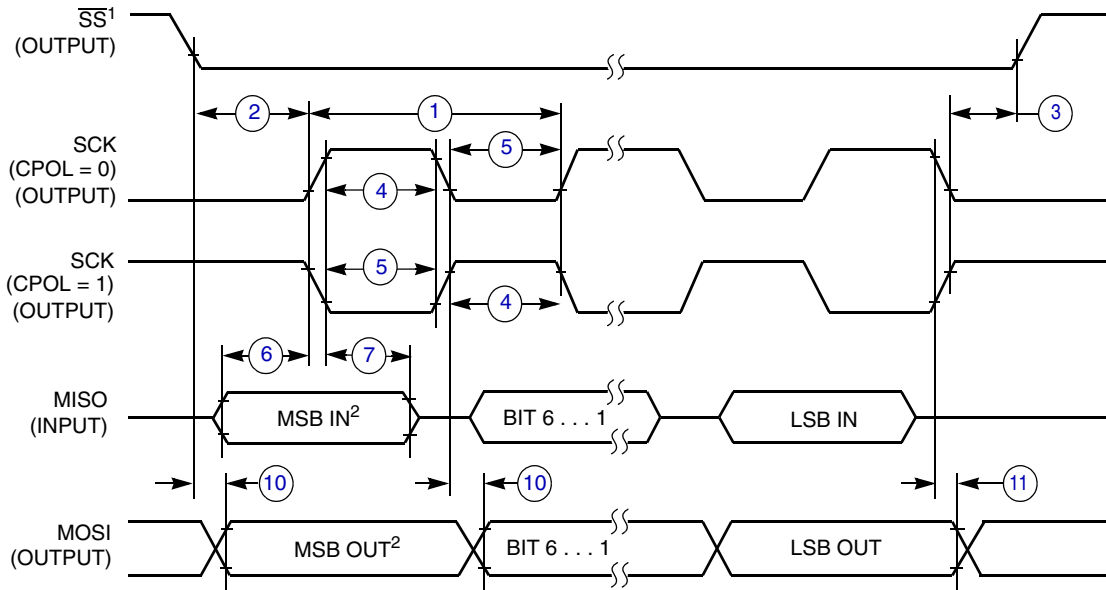 SS¹
(OUTPUT)
2
1
3
SCK
(CPOL = 0)
(OUTPUT)
5
4
SCK
(CPOL = 1)
(OUTPUT)
5
4
6
7
MISO
(INPUT)
MSB IN²
BIT 6 . . . 1
LSB IN
10
10
11
MOSI
(OUTPUT)
MSB OUT²
BIT 6 . . . 1
LSB OUT